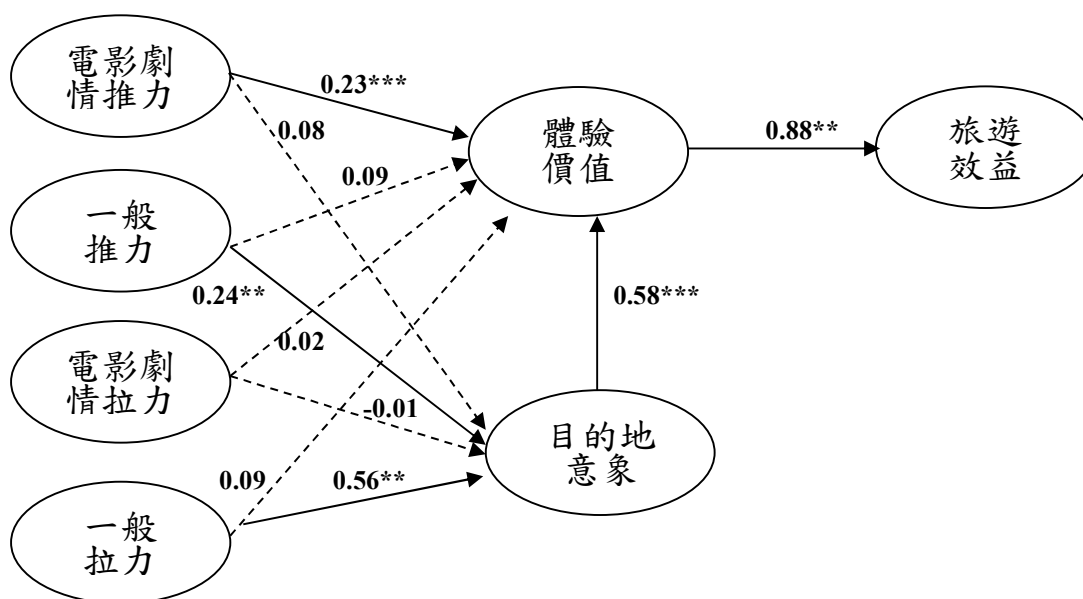 電影劇
情推力
0.23***
0.08
體驗
價值
0.88**
旅遊
效益
0.09
一般
推力
0.24**
0.58***
電影劇
情拉力
0.02
-0.01
目的地
意象
0.09
0.56**
一般
拉力